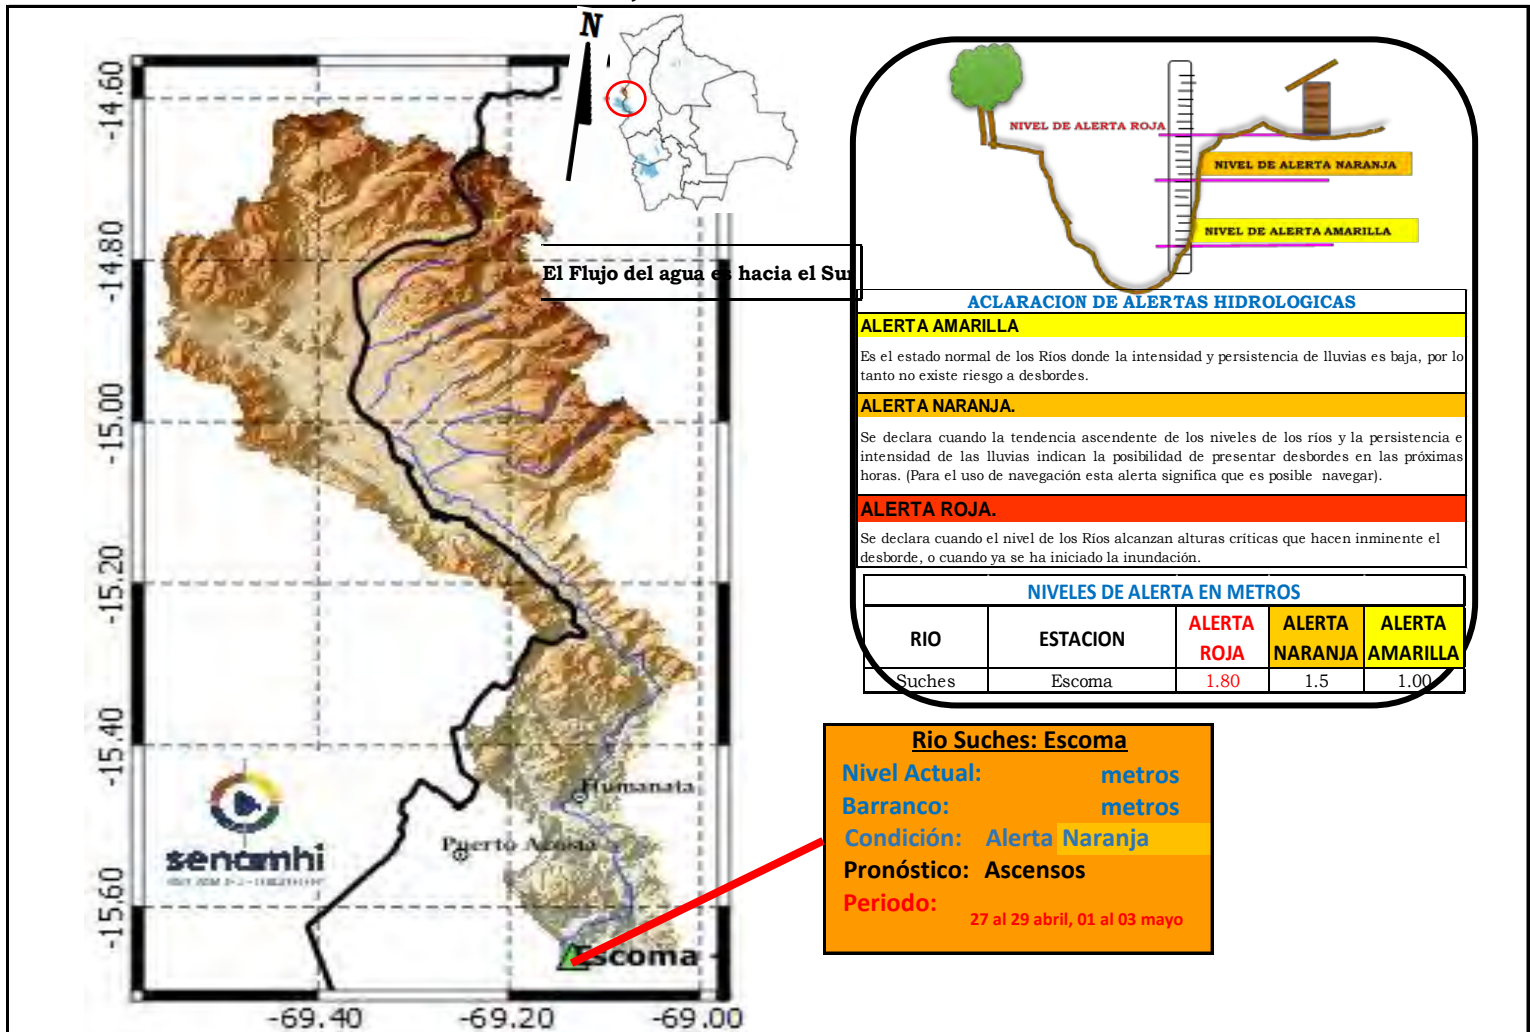 N
-14.60
-14.80
-15.00
-15.20
-15.40
-15.60
-69.40
-69.20
-69.00
El Flujo del agua es hacia el Sur
Humanata
Puerto Acosta
Escoma
senamhi
NIVEL DE ALERTA ROJA
NIVEL DE ALERTA NARANJA
NIVEL DE ALERTA AMARILLA
ACLARACION DE ALERTAS HIDROLOGICAS
ALERTA AMARILLA
Es el estado normal de los Ríos donde la intensidad y persistencia de lluvias es baja, por lo
tanto no existe riesgo a desbordes.
ALERTA NARANJA.
Se declara cuando la tendencia ascendente de los niveles de los ríos y la persistencia e
intensidad de las lluvias indican la posibilidad de presentar desbordes en las próximas
horas. (Para el uso de navegación esta alerta significa que es posible navegar).
ALERTA ROJA.
Se declara cuando el nivel de los Ríos alcanzan alturas críticas que hacen inminente el
desborde, o cuando ya se ha iniciado la inundación.
NIVELES DE ALERTA EN METROS
RIO ESTACION ALERTA ROJA ALERTA NARANJA ALERTA AMARILLA
Suches Escoma 1.80 1.5 1.00
Rio Suches: Escoma
Nivel Actual: metros
Barranco: metros
Condición: Alerta Naranja
Pronóstico: Ascensos
Periodo: 27 al 29 abril, 01 al 03 mayo